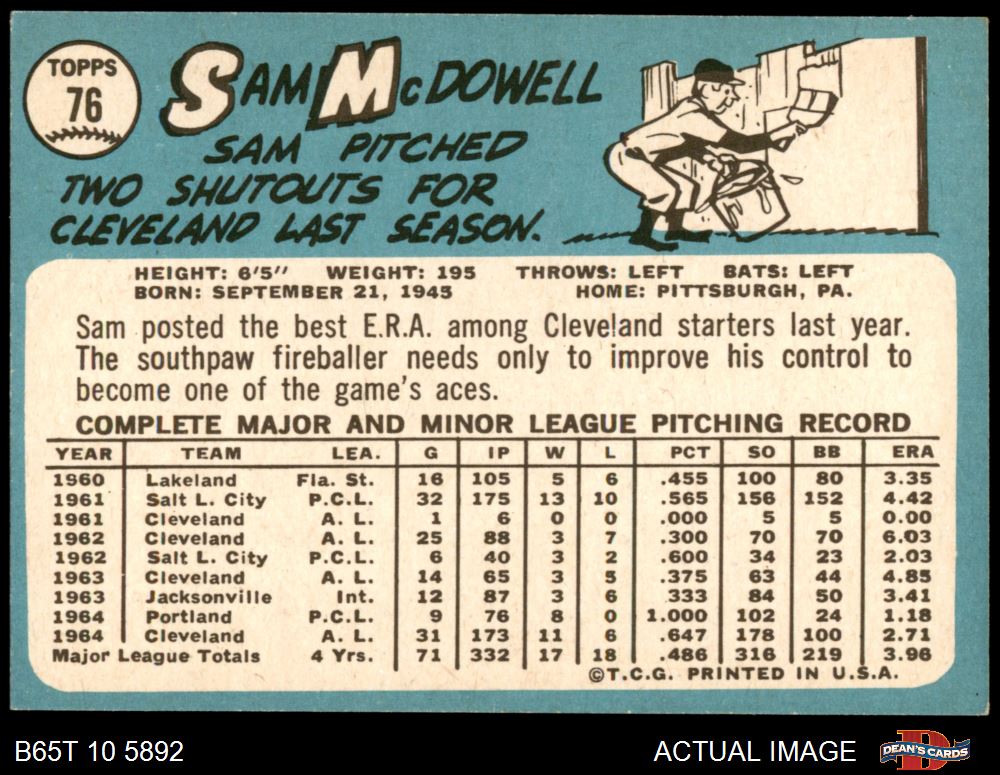 TOPPS
76
SAM McDOWELL
SAM PITCHED
TWO SHUTOUTS FOR
CLEVELAND LAST SEASON.
HEIGHT: 6'5" WEIGHT: 195 THROWS: LEFT BATS: LEFT
BORN: SEPTEMBER 21, 1943 HOME: PITTSBURGH, PA.
Sam posted the best E.R.A. among Cleveland starters last year.
The southpaw fireballer needs only to improve his control to
become one of the game's aces.
COMPLETE MAJOR AND MINOR LEAGUE PITCHING RECORD
YEAR TEAM LEA. G IP W L PCT SO BB ERA
1960 Lakeland Fla. St. 16 105 5 6 .455 100 80 3.35
1961 Salt L. City P.C.L. 32 175 13 10 .565 156 152 4.42
1961 Cleveland A. L. 1 6 0 0 .000 5 5 0.00
1962 Cleveland A. L. 25 88 3 7 .300 70 70 6.03
1962 Salt L. City P.C.L. 6 40 3 2 .600 34 23 2.03
1963 Cleveland A. L. 14 65 3 5 .375 63 44 4.85
1963 Jacksonville Int. 12 87 3 6 .333 84 50 3.41
1964 Portland P.C.L. 9 76 8 0 1.000 102 24 1.18
1964 Cleveland A. L. 31 173 11 6 .647 178 100 2.71
Major League Totals 4 Yrs. 71 332 17 18 .486 316 219 3.96
©T.C.G. PRINTED IN U.S.A.
B65T 10 5892 ACTUAL IMAGE DEAN'S CARDS